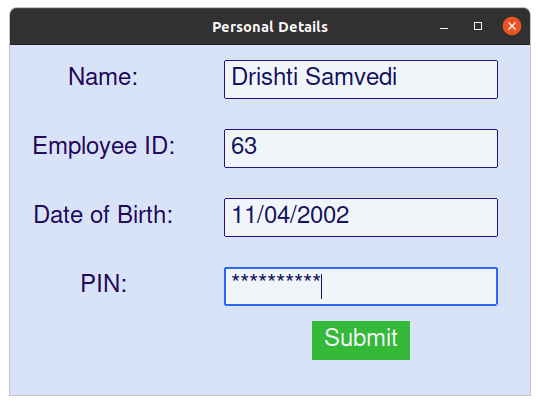 Personal Details
Name: Drishti Samvedi
Employee ID: 63
Date of Birth: 11/04/2002
PIN: **********
Submit